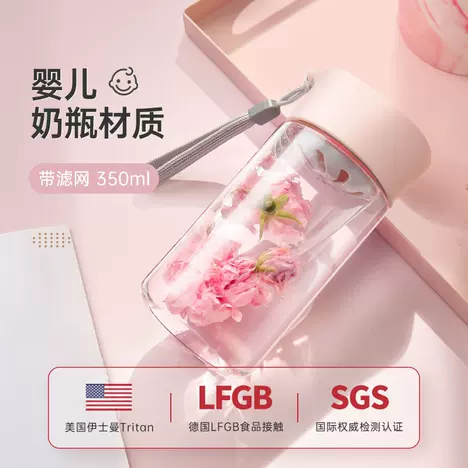 婴儿
奶瓶材质
带滤网 350ml
LFGB
SGS
美国伊士曼Tritan
德国LFGB食品接触
国际权威检测认证